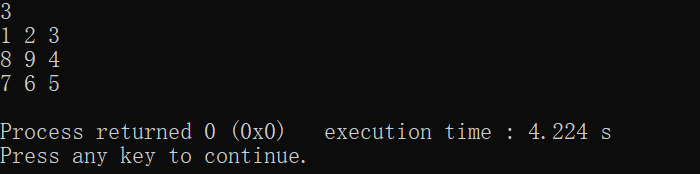 3
1 2 3
8 9 4
7 6 5
Process returned 0 (0x0)   execution time : 4.224 s
Press any key to continue.